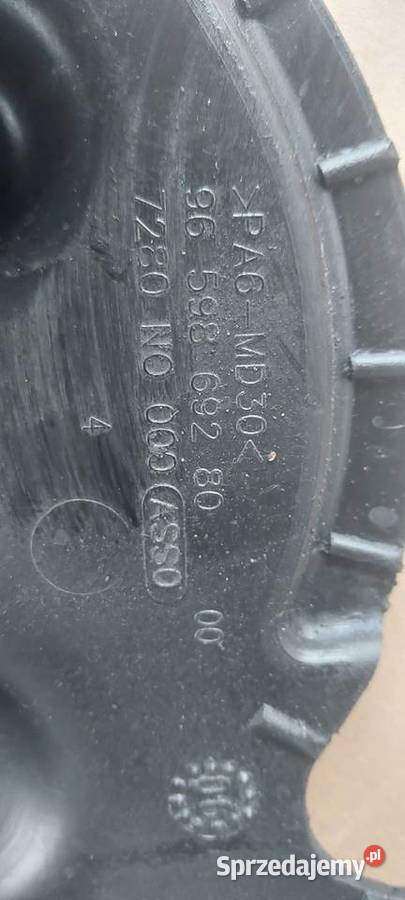 >PA6-MD30<
96 598 692 80
7280 NO 000 ASSO
4
00
Sprzedajemy.pl